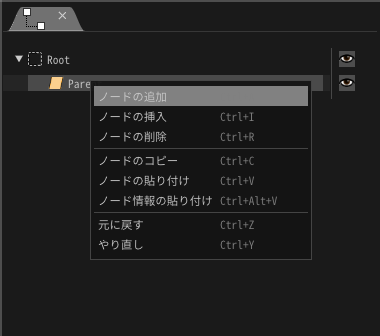 Root
Pare
ノードの追加
ノードの挿入 Ctrl+I
ノードの削除 Ctrl+R
ノードのコピー Ctrl+C
ノードの貼り付け Ctrl+V
ノード情報の貼り付け Ctrl+Alt+V
元に戻す Ctrl+Z
やり直し Ctrl+Y